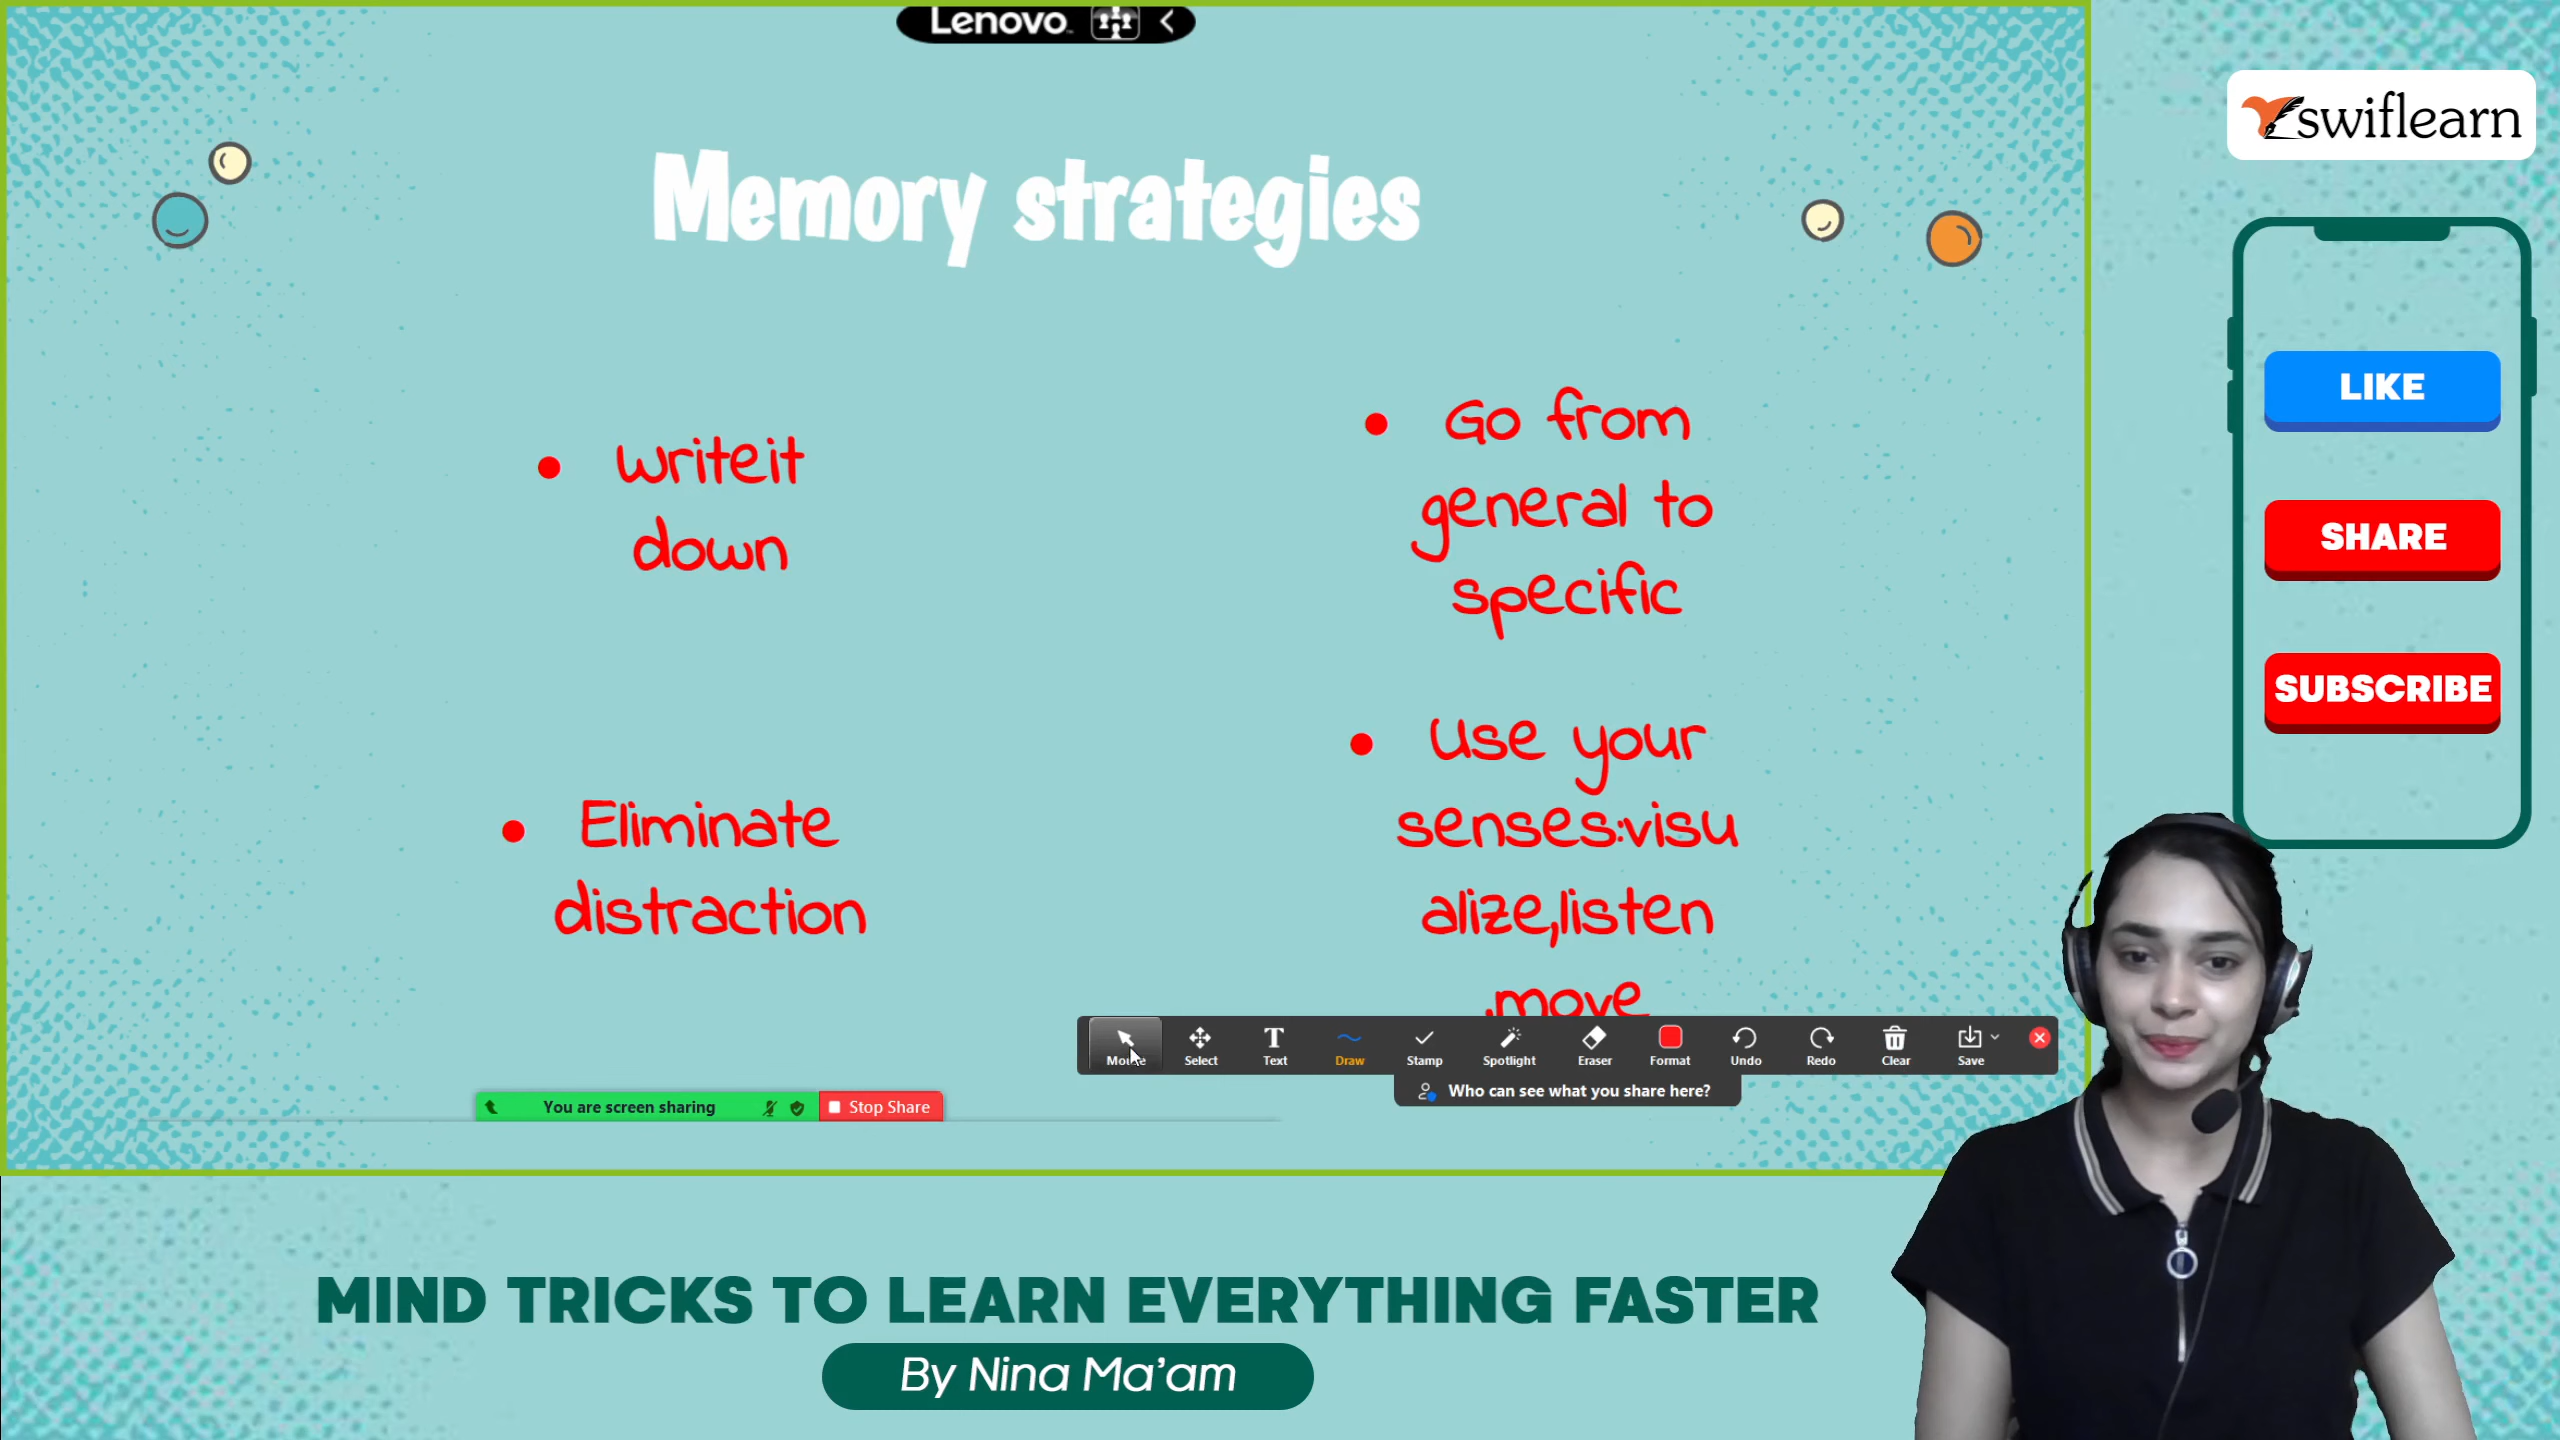 Lenovo
swiflearn
Memory strategies
LIKE
SHARE
SUBSCRIBE
• Writeit
down
• Eliminate
distraction
• Go from
general to
specific
• Use your
senses:visu
alize,listen
,move
Mouse
Select
Text
Draw
Stamp
Spotlight
Eraser
Format
Undo
Redo
Clear
Save
Who can see what you share here?
You are screen sharing
Stop Share
MIND TRICKS TO LEARN EVERYTHING FASTER
By Nina Ma'am